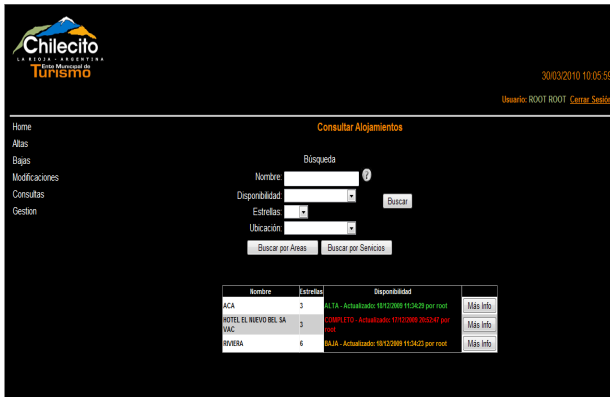 Chilecito
LA RIOJA - ARGENTINA
Ente Municipal de
Turismo
30/03/2010 10:05:59
Usuario: ROOT ROOT Cerrar Sesión
Home
Altas
Bajas
Modificaciones
Consultas
Gestion
Consultar Alojamientos
Búsqueda
Nombre:
?
Disponibilidad:
Buscar
Estrellas:
Ubicación:
Buscar por Areas
Buscar por Servicios
Nombre Estrellas Disponibilidad
ACA 3 ALTA - Actualizado: 18/12/2009 11:34:29 por root Más Info
HOTEL EL NUEVO BEL SA
VAC
3
COMPLETO - Actualizado: 17/12/2009 20:52:47 por
root
Más Info
RIVIERA 6 BAJA - Actualizado: 18/12/2009 11:34:23 por root Más Info